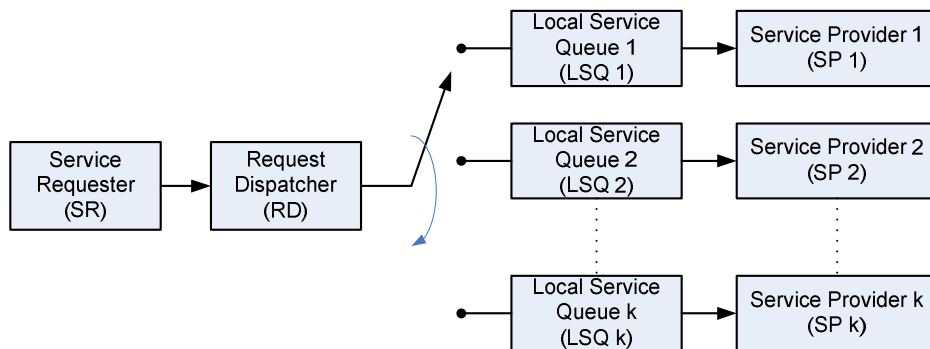 Service
Requester
(SR)
Request
Dispatcher
(RD)
Local Service
Queue 1
(LSQ 1)
Service Provider 1
(SP 1)
Local Service
Queue 2
(LSQ 2)
Service Provider 2
(SP 2)
Local Service
Queue k
(LSQ k)
Service Provider k
(SP k)